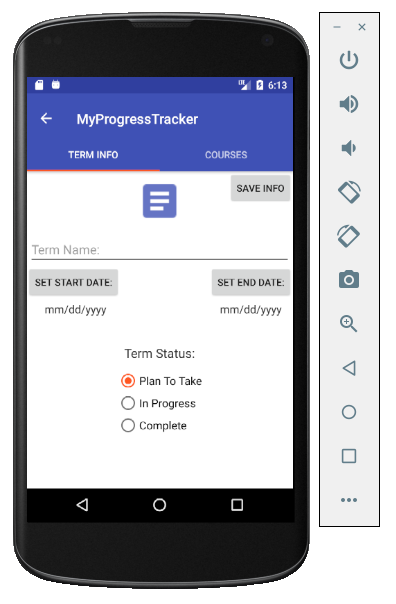 LTE 6:13
MyProgressTracker
TERM INFO COURSES
SAVE INFO
Term Name:
SET START DATE: SET END DATE:
mm/dd/yyyy mm/dd/yyyy
Term Status:
Plan To Take
In Progress
Complete